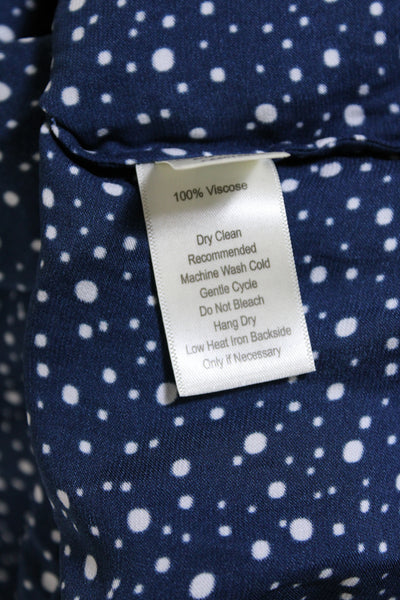 100% Viscose
Dry Clean
Recommended
Machine Wash Cold
Gentle Cycle
Do Not Bleach
Hang Dry
Low Heat Iron Backside
Only if Necessary